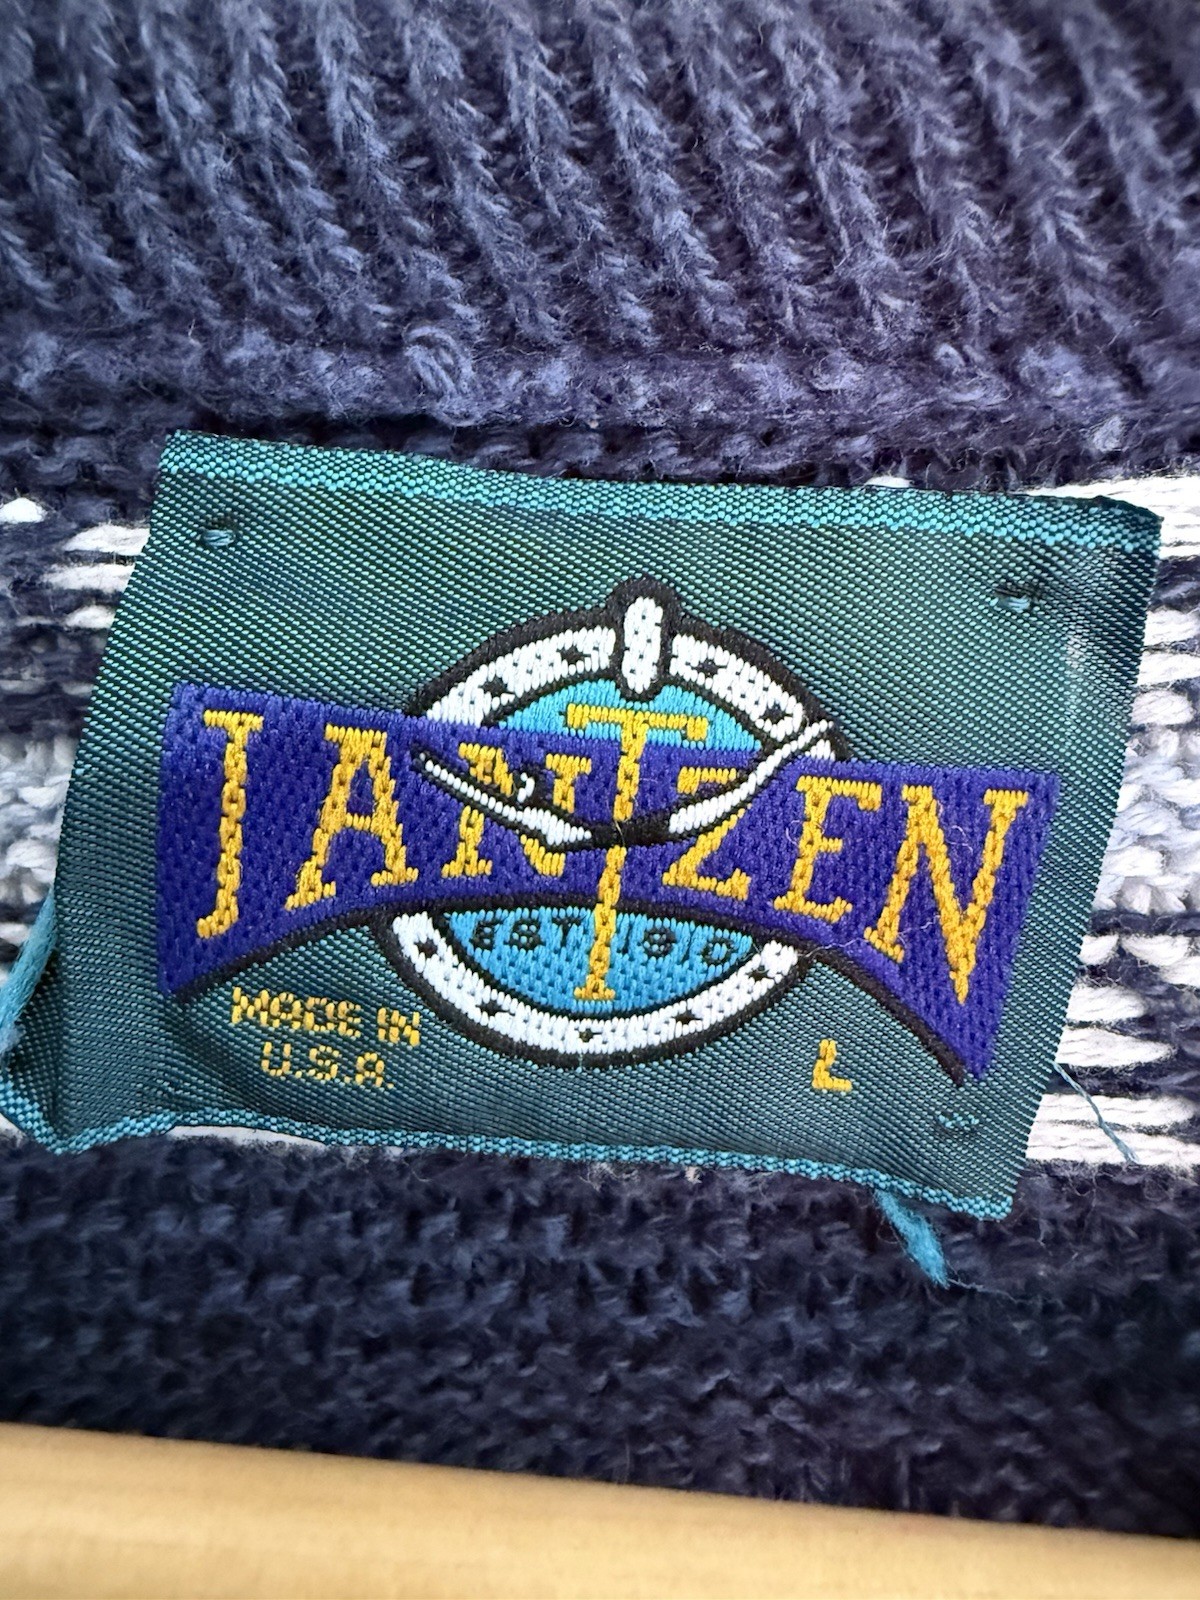 JANTZEN
EST. 1910
MADE IN
U.S.A.
L